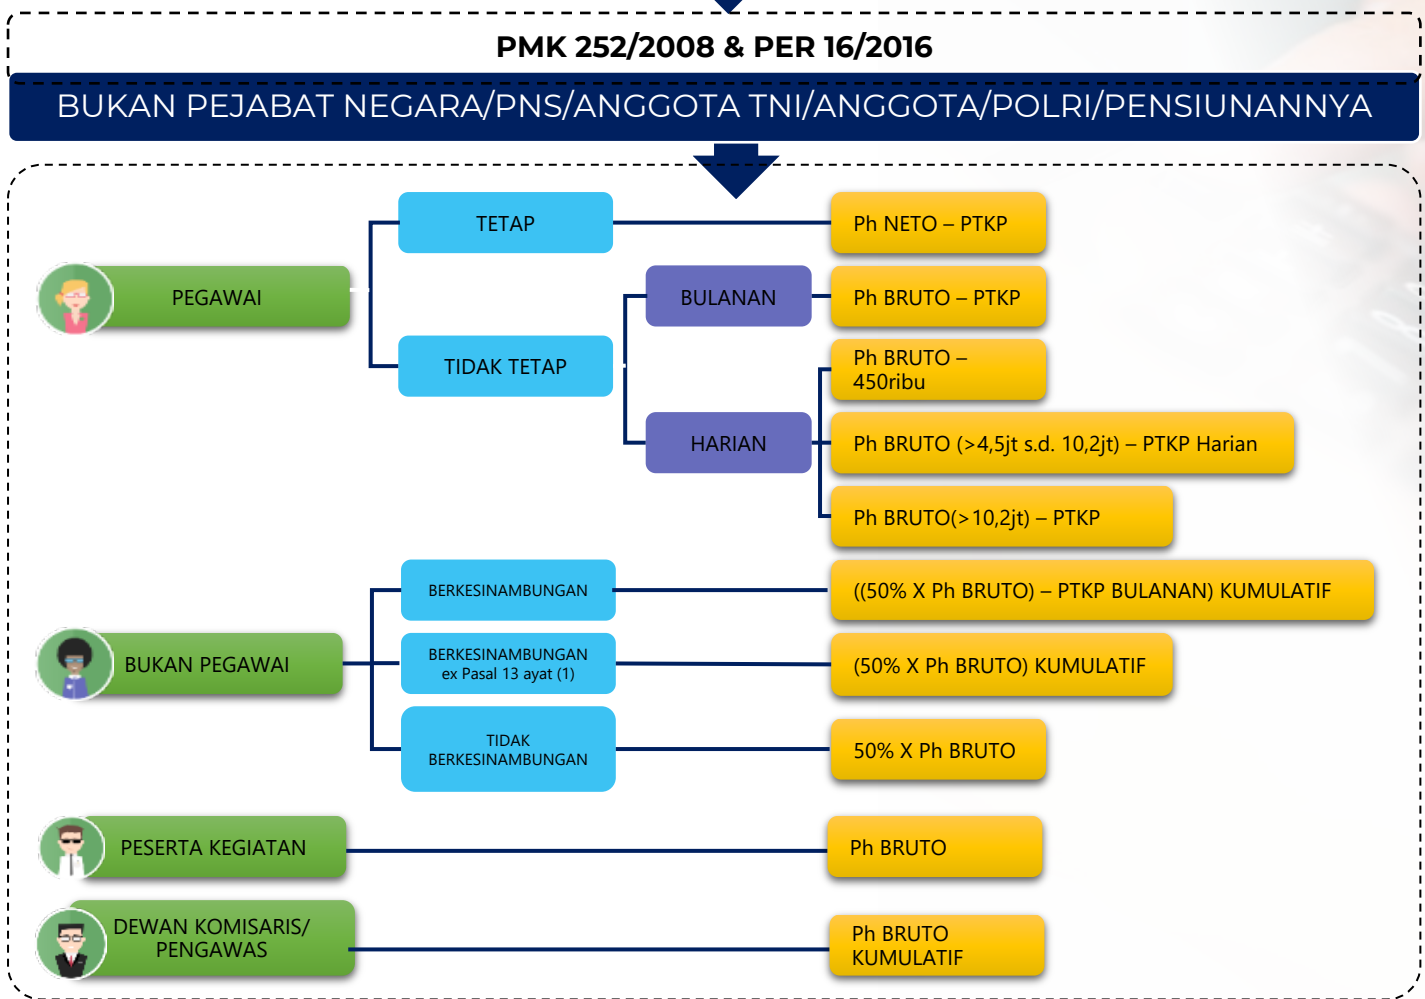 PMK 252/2008 & PER 16/2016
BUKAN PEJABAT NEGARA/PNS/ANGGOTA TNI/ANGGOTA/POLRI/PENSIUNANNYA
PEGAWAI
TETAP
Ph NETO – PTKP
TIDAK TETAP
BULANAN
Ph BRUTO – PTKP
HARIAN
Ph BRUTO –
450ribu
Ph BRUTO (>4,5jt s.d. 10,2jt) – PTKP Harian
Ph BRUTO(>10,2jt) – PTKP
BUKAN PEGAWAI
BERKESINAMBUNGAN
((50% X Ph BRUTO) – PTKP BULANAN) KUMULATIF
BERKESINAMBUNGAN
ex Pasal 13 ayat (1)
(50% X Ph BRUTO) KUMULATIF
TIDAK
BERKESINAMBUNGAN
50% X Ph BRUTO
PESERTA KEGIATAN
Ph BRUTO
DEWAN KOMISARIS/
PENGAWAS
Ph BRUTO
KUMULATIF